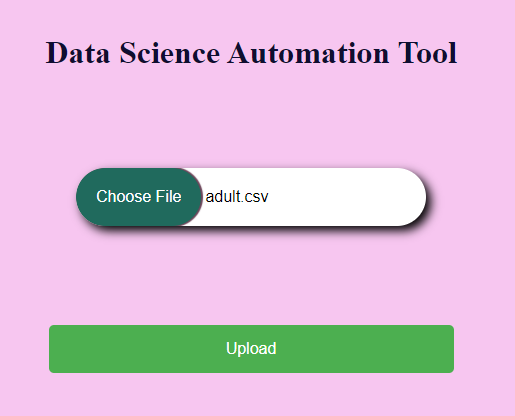 Data Science Automation Tool
Choose File adult.csv
Upload